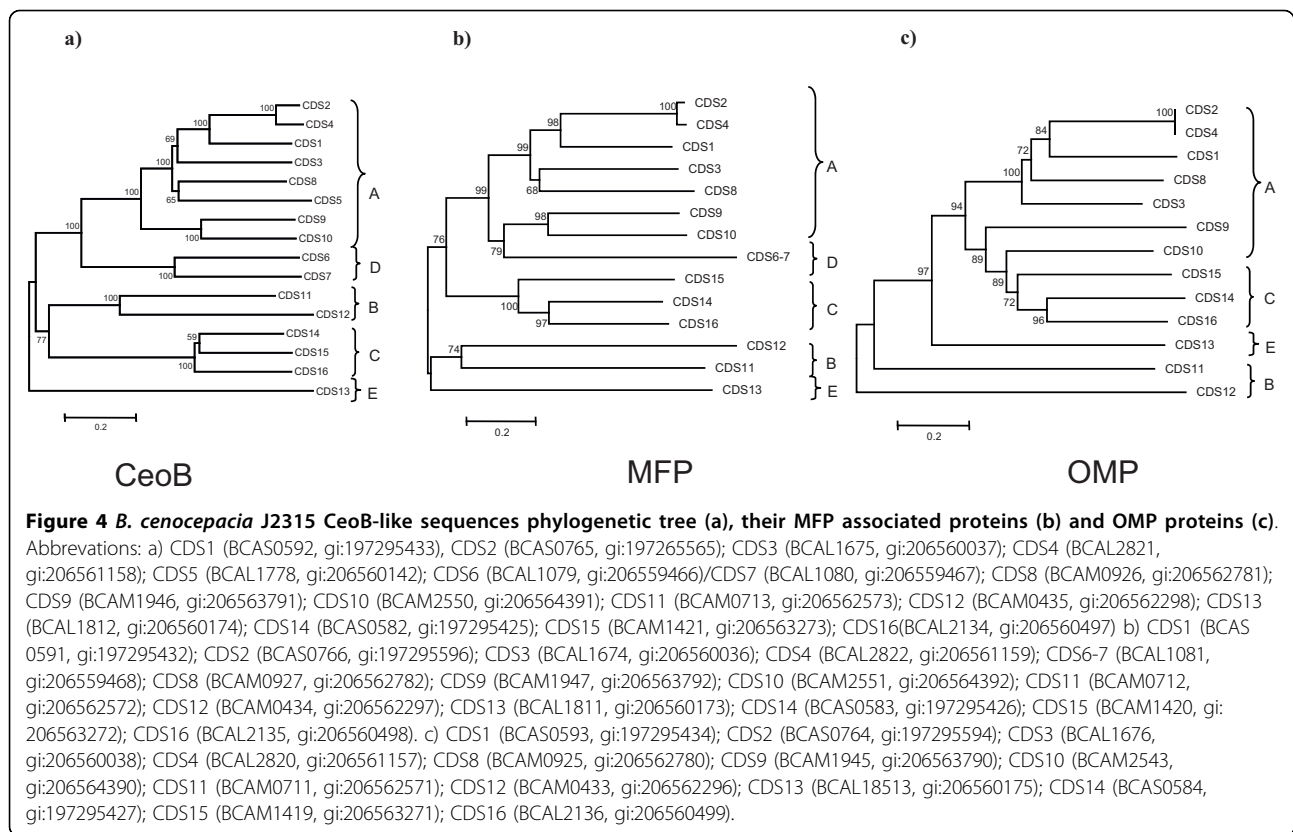 a)
b)
c)
100
CDS2
CDS4
100
CDS1
69
CDS3
100
CDS8
65
CDS5
100
CDS9
100
CDS10
A
100
CDS6
100
CDS7
D
CDS11
100
CDS12
B
77
59
CDS14
CDS15
100
CDS16
C
CDS13
E
0.2
CeoB
100
CDS2
CDS4
98
CDS1
99
CDS3
68
CDS8
99
98
CDS9
CDS10
79
A
CDS6-7
D
76
CDS15
100
CDS14
97
CDS16
C
74
CDS12
CDS11
B
CDS13
E
0.2
MFP
100
CDS2
CDS4
84
CDS1
72
CDS8
100
CDS3
94
CDS9
89
CDS10
A
89
CDS15
72
CDS14
96
CDS16
C
97
CDS13
E
CDS11
CDS12
B
0.2
OMP
Figure 4 B. cenocepacia J2315 CeoB-like sequences phylogenetic tree (a), their MFP associated proteins (b) and OMP proteins (c).
Abbrevations: a) CDS1 (BCAS0592, gi:197295433), CDS2 (BCAS0765, gi:197265565); CDS3 (BCAL1675, gi:206560037); CDS4 (BCAL2821,
gi:206561158); CDS5 (BCAL1778, gi:206560142); CDS6 (BCAL1079, gi:206559466)/CDS7 (BCAL1080, gi:206559467); CDS8 (BCAM0926, gi:206562781);
CDS9 (BCAM1946, gi:206563791); CDS10 (BCAM2550, gi:206564391); CDS11 (BCAM0713, gi:206562573); CDS12 (BCAM0435, gi:206562298); CDS13
(BCAL1812, gi:206560174); CDS14 (BCAS0582, gi:197295425); CDS15 (BCAM1421, gi:206563273); CDS16(BCAL2134, gi:206560497) b) CDS1 (BCAS
0591, gi:197295432); CDS2 (BCAS0766, gi:197295596); CDS3 (BCAL1674, gi:206560036); CDS4 (BCAL2822, gi:206561159); CDS6-7 (BCAL1081,
gi:206559468); CDS8 (BCAM0927, gi:206562782); CDS9 (BCAM1947, gi:206563792); CDS10 (BCAM2551, gi:206564392); CDS11 (BCAM0712,
gi:206562572); CDS12 (BCAM0434, gi:206562297); CDS13 (BCAL1811, gi:206560173); CDS14 (BCAS0583, gi:197295426); CDS15 (BCAM1420, gi:
206563272); CDS16 (BCAL2135, gi:206560498). c) CDS1 (BCAS0593, gi:197295434); CDS2 (BCAS0764, gi:197295594); CDS3 (BCAL1676,
gi:206560038); CDS4 (BCAL2820, gi:206561157); CDS8 (BCAM0925, gi:206562780); CDS9 (BCAM1945, gi:206563790); CDS10 (BCAM2543,
gi:206564390); CDS11 (BCAM0711, gi:206562571); CDS12 (BCAM0433, gi:206562296); CDS13 (BCAL18513, gi:206560175); CDS14 (BCAS0584,
gi:197295427); CDS15 (BCAM1419, gi:206563271); CDS16 (BCAL2136, gi:206560499).